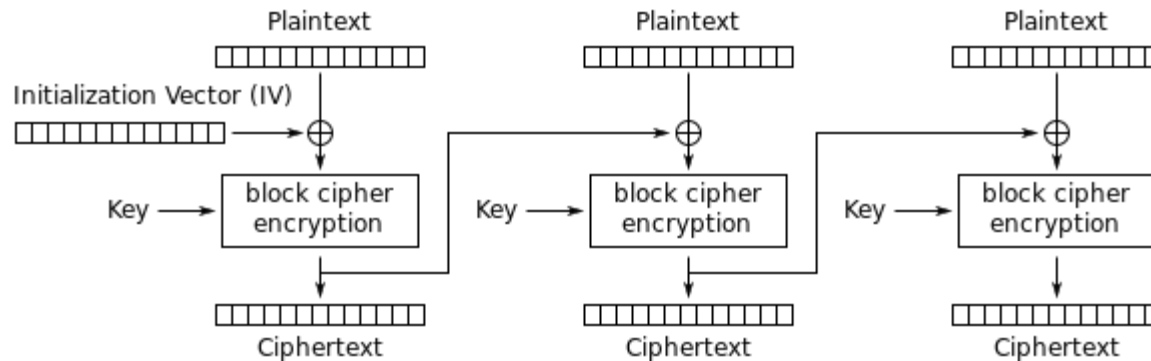 Plaintext
Plaintext
Plaintext
Initialization Vector (IV)
Key
block cipher
encryption
Key
block cipher
encryption
Key
block cipher
encryption
Ciphertext
Ciphertext
Ciphertext